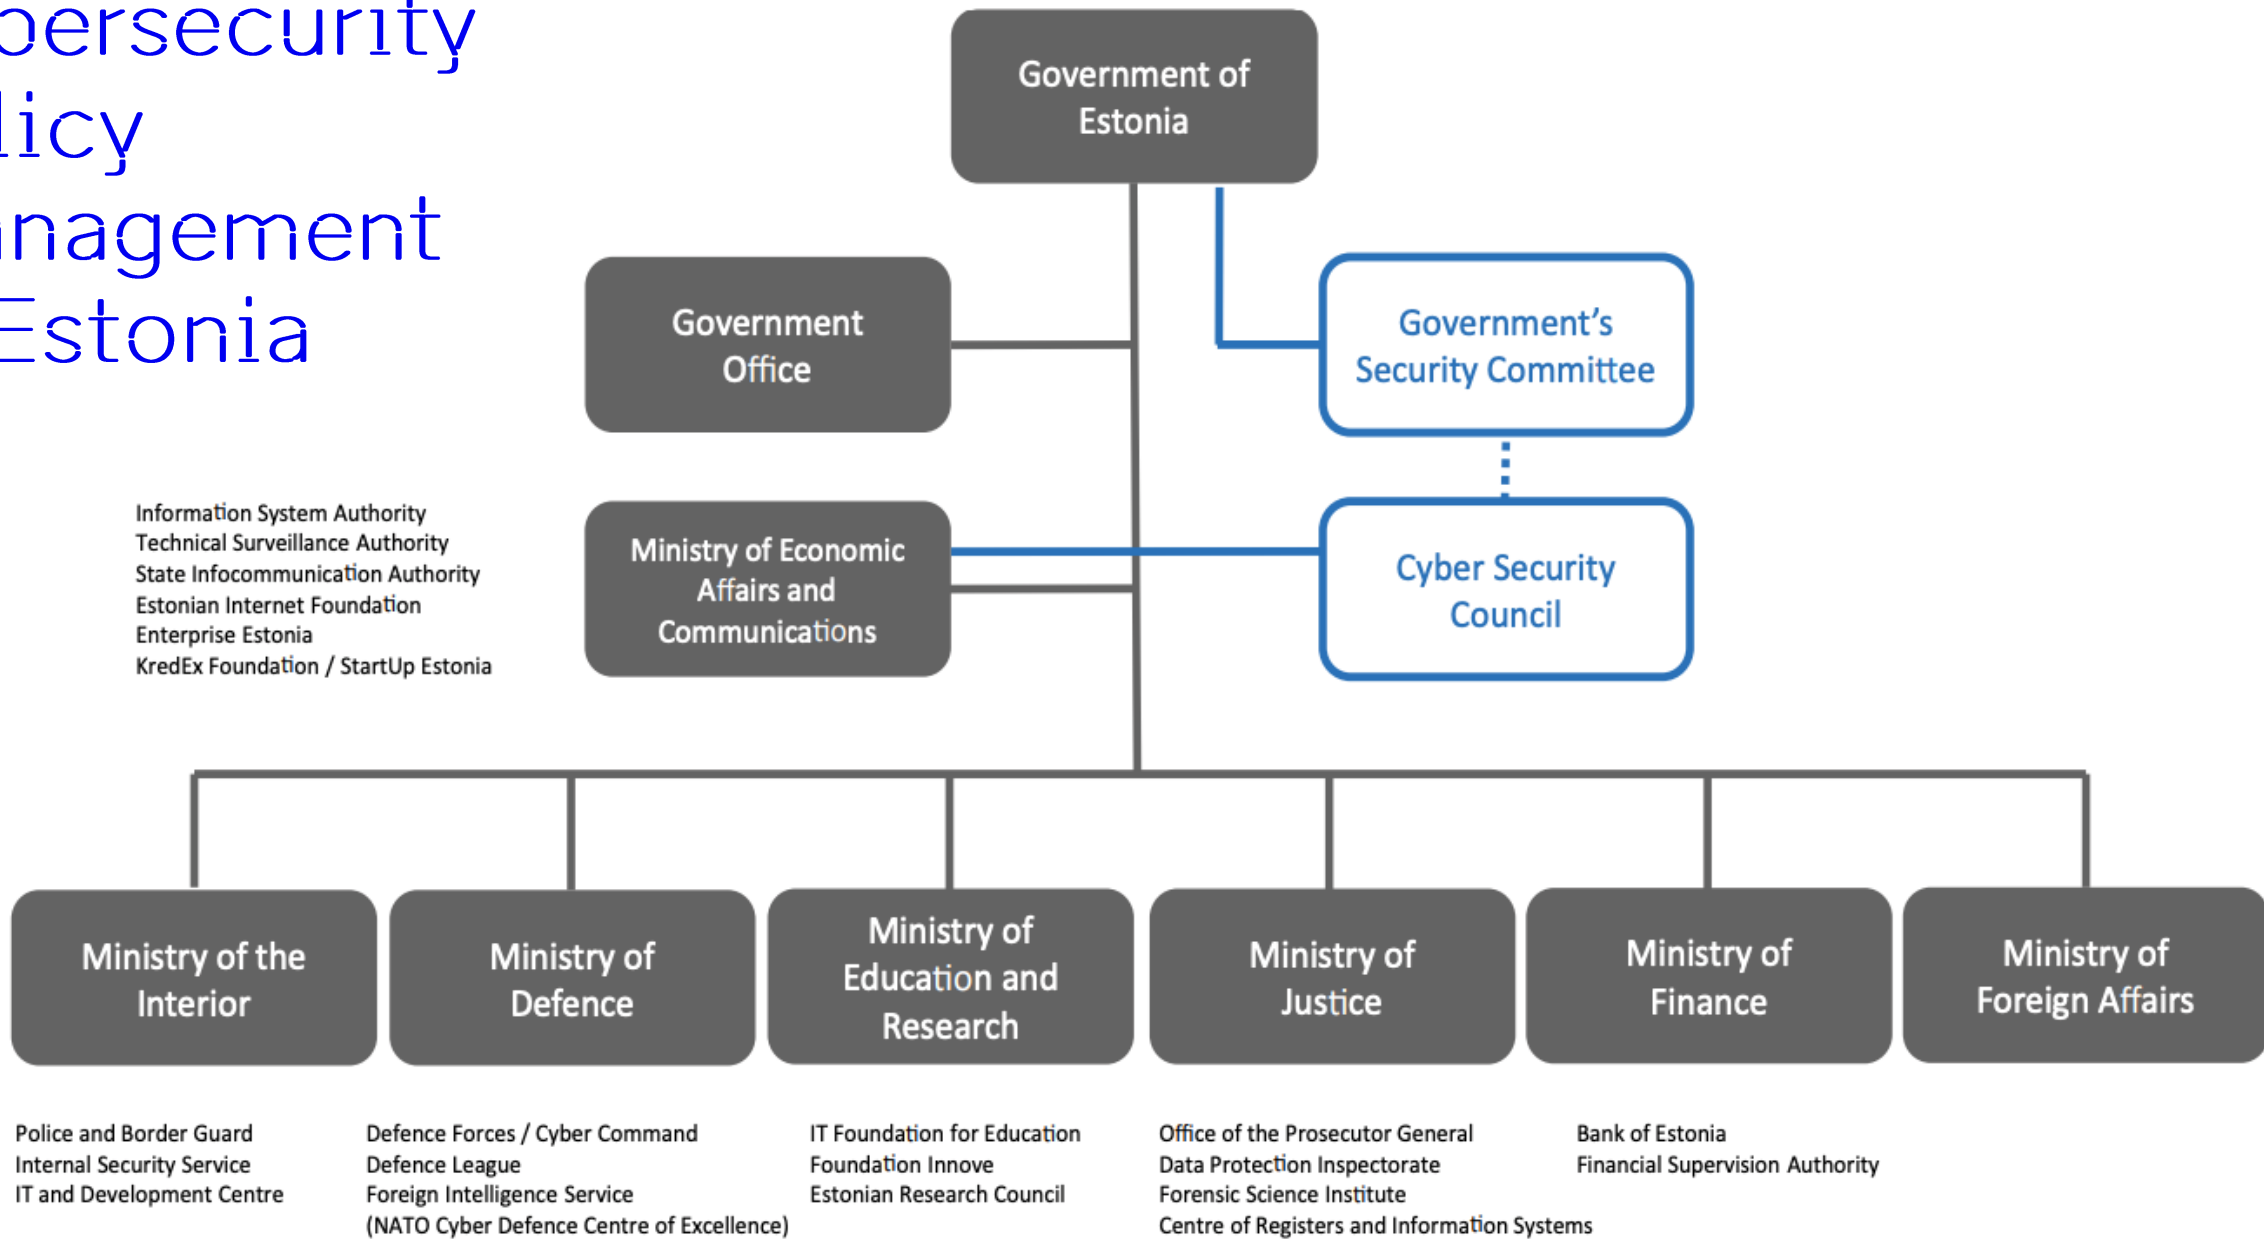 bersecurity
licy
nagement
Estonia
Government of
Estonia
Government
Office
Government's
Security Committee
Information System Authority
Technical Surveillance Authority
State Infocommunication Authority
Estonian Internet Foundation
Enterprise Estonia
KredEx Foundation / StartUp Estonia
Ministry of Economic
Affairs and
Communications
Cyber Security
Council
Ministry of the
Interior
Ministry of
Defence
Ministry of
Education and
Research
Ministry of
Justice
Ministry of
Finance
Ministry of
Foreign Affairs
Police and Border Guard
Internal Security Service
IT and Development Centre
Defence Forces / Cyber Command
Defence League
Foreign Intelligence Service
(NATO Cyber Defence Centre of Excellence)
IT Foundation for Education
Foundation Innove
Estonian Research Council
Office of the Prosecutor General
Data Protection Inspectorate
Forensic Science Institute
Centre of Registers and Information Systems
Bank of Estonia
Financial Supervision Authority